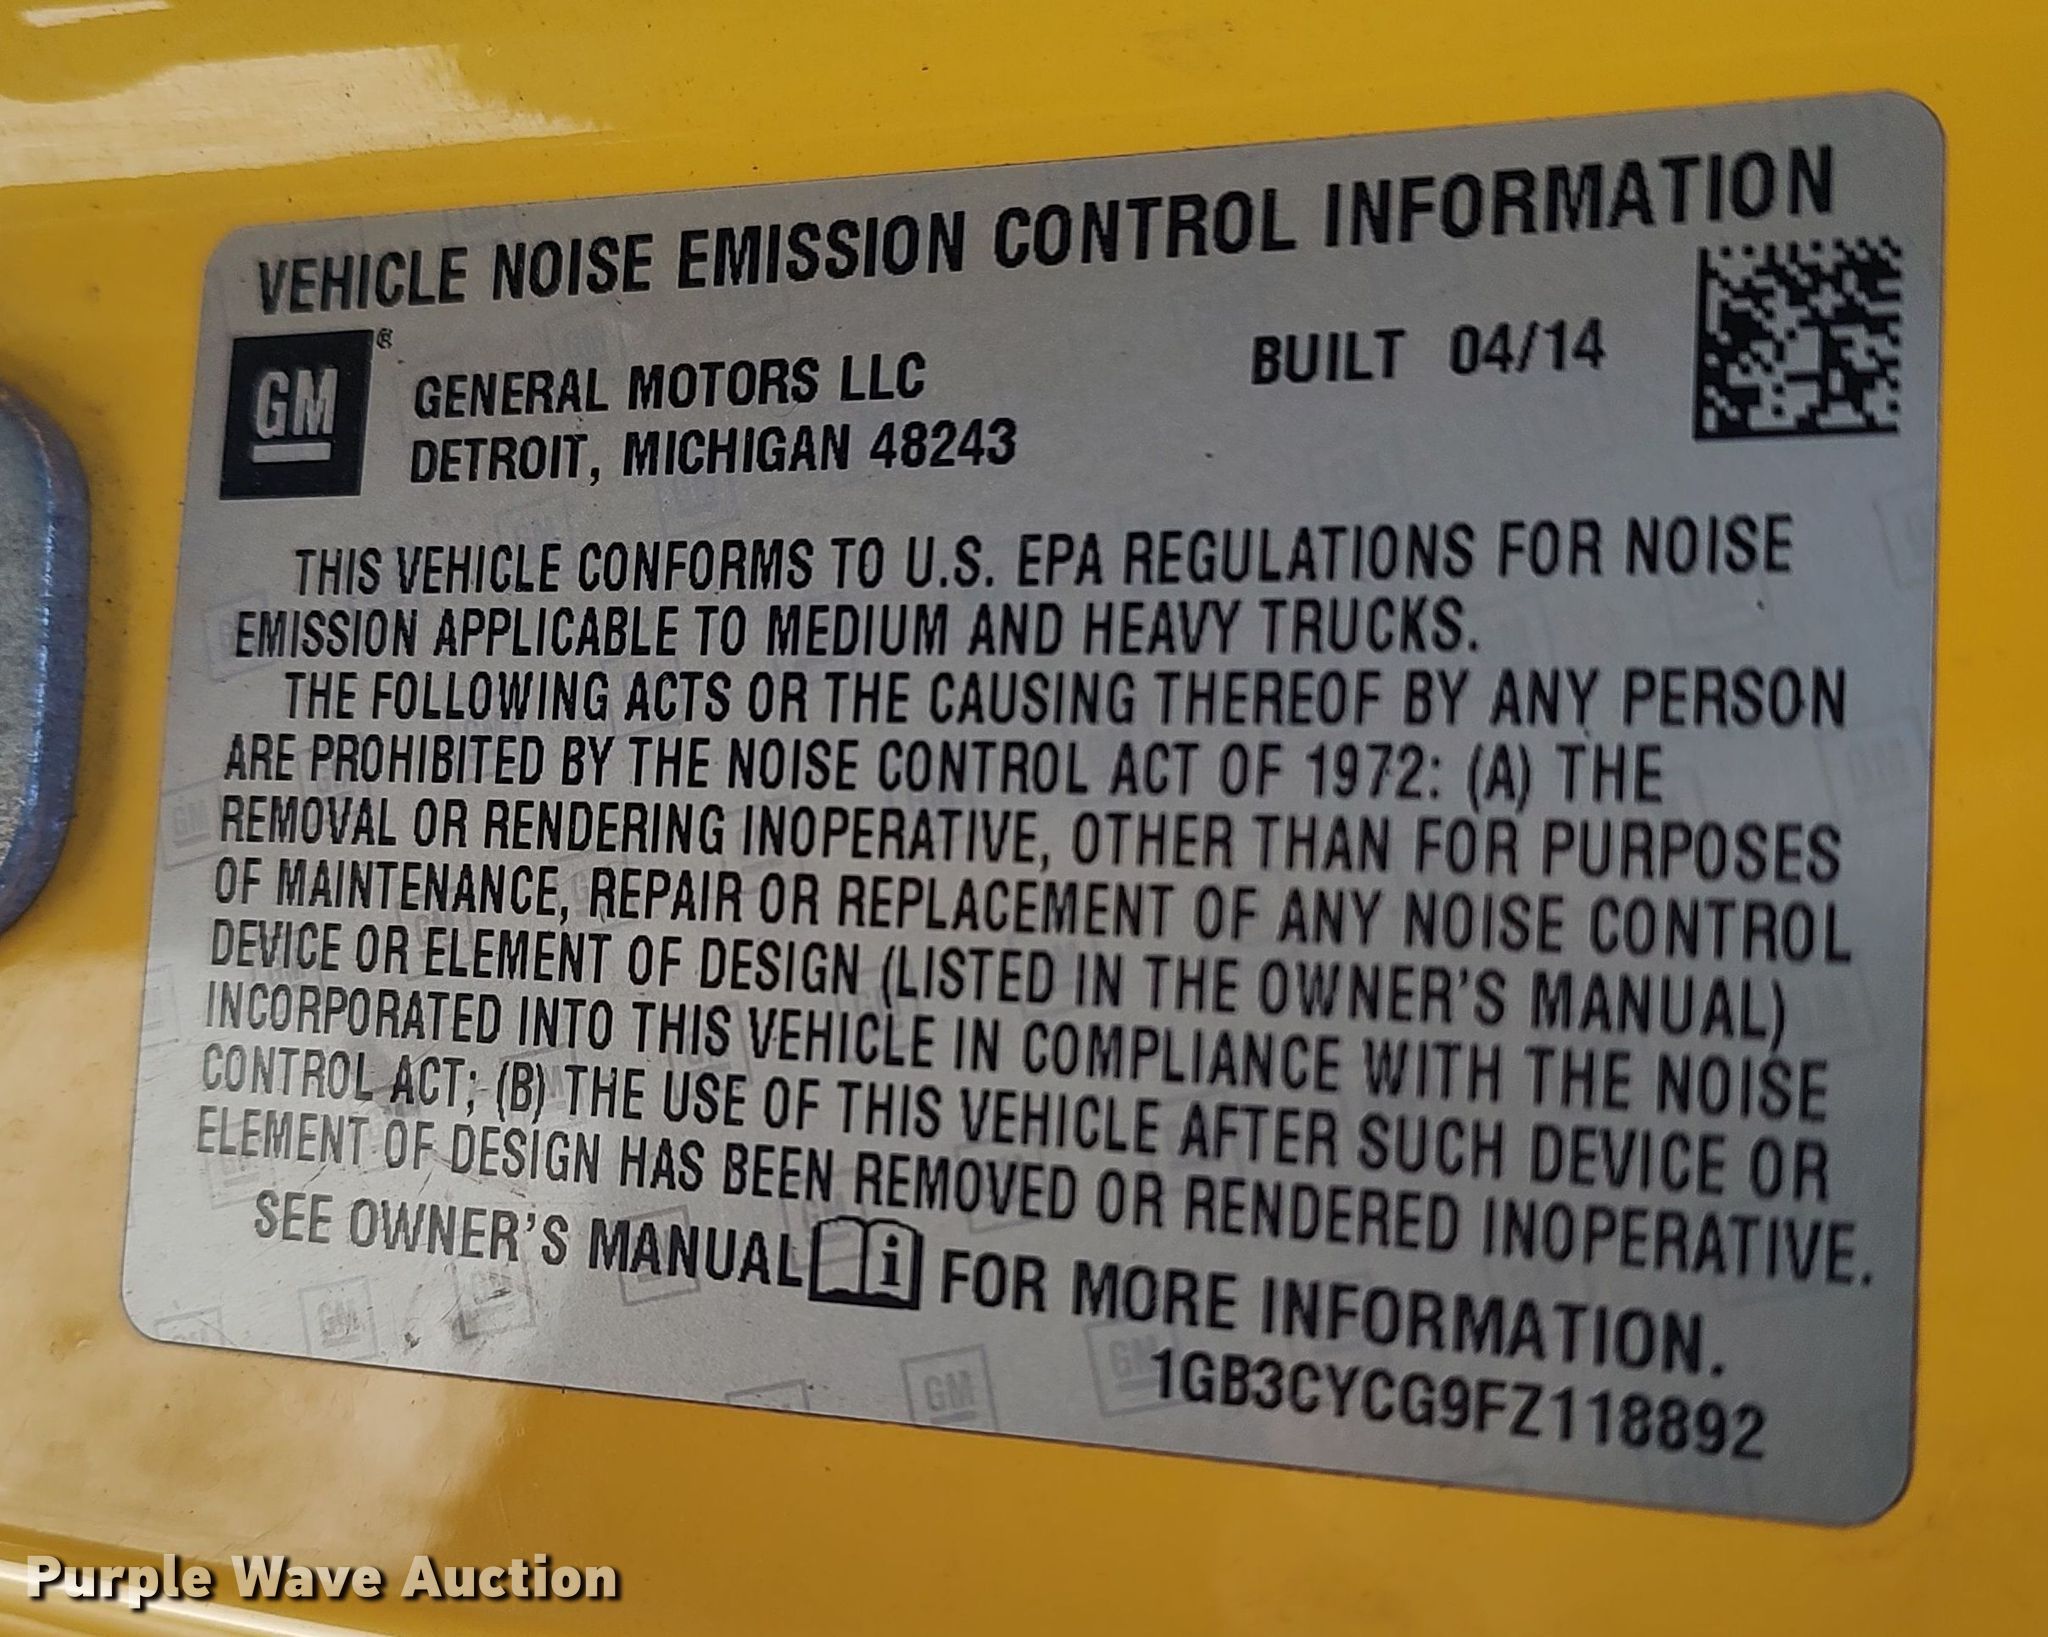 VEHICLE NOISE EMISSION CONTROL INFORMATION
GM®
GENERAL MOTORS LLC
DETROIT, MICHIGAN 48243
BUILT 04/14
THIS VEHICLE CONFORMS TO U.S. EPA REGULATIONS FOR NOISE
EMISSION APPLICABLE TO MEDIUM AND HEAVY TRUCKS.
THE FOLLOWING ACTS OR THE CAUSING THEREOF BY ANY PERSON
ARE PROHIBITED BY THE NOISE CONTROL ACT OF 1972: (A) THE
REMOVAL OR RENDERING INOPERATIVE, OTHER THAN FOR PURPOSES
OF MAINTENANCE, REPAIR OR REPLACEMENT OF ANY NOISE CONTROL
DEVICE OR ELEMENT OF DESIGN (LISTED IN THE OWNER'S MANUAL)
INCORPORATED INTO THIS VEHICLE IN COMPLIANCE WITH THE NOISE
CONTROL ACT; (B) THE USE OF THIS VEHICLE AFTER SUCH DEVICE OR
ELEMENT OF DESIGN HAS BEEN REMOVED OR RENDERED INOPERATIVE.
SEE OWNER'S MANUAL i FOR MORE INFORMATION.
1GB3CYCG9FZ118892
Purple Wave Auction